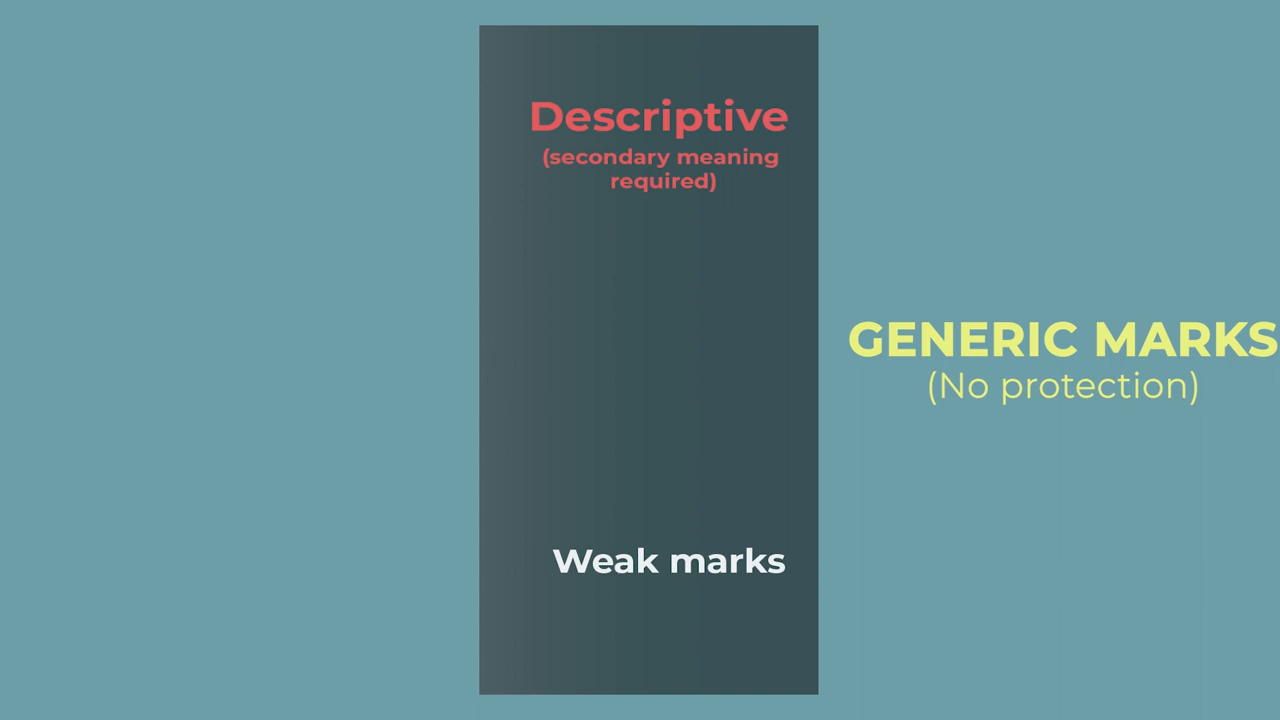 Descriptive
(secondary meaning
required)
GENERIC MARKS
(No protection)
Weak marks